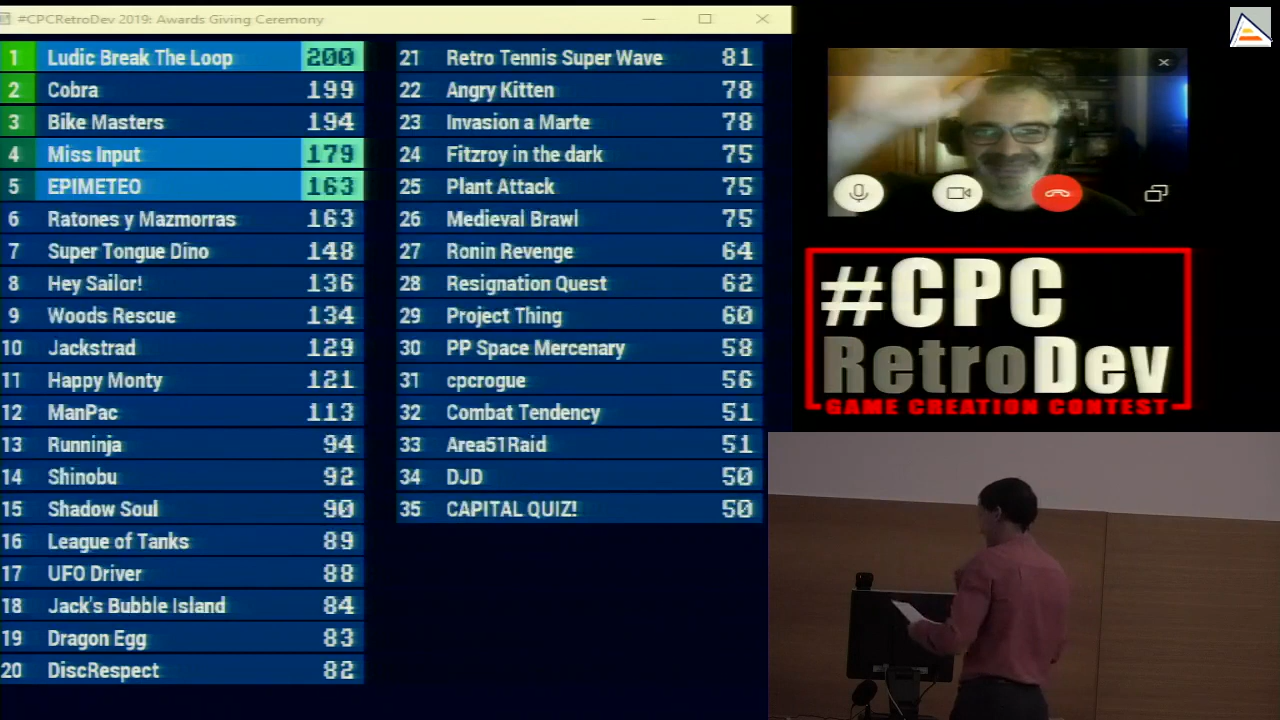 #CPCRetroDev 2019: Awards Giving Ceremony
1 Ludic Break The Loop 200
2 Cobra 199
3 Bike Masters 194
4 Miss Input 179
5 EPIMETEO 163
6 Ratones y Mazmorras 163
7 Super Tongue Dino 148
8 Hey Sailor! 136
9 Woods Rescue 134
10 Jackstrad 129
11 Happy Monty 121
12 ManPac 113
13 Runninja 94
14 Shinobu 92
15 Shadow Soul 90
16 League of Tanks 89
17 UFO Driver 88
18 Jack's Bubble Island 84
19 Dragon Egg 83
20 DiscRespect 82
21 Retro Tennis Super Wave 81
22 Angry Kitten 78
23 Invasion a Marte 78
24 Fitzroy in the dark 75
25 Plant Attack 75
26 Medieval Brawl 75
27 Ronin Revenge 64
28 Resignation Quest 62
29 Project Thing 60
30 PP Space Mercenary 58
31 cpcrogue 56
32 Combat Tendency 51
33 Area51Raid 51
34 DJD 50
35 CAPITAL QUIZ! 50
#CPC
RetroDev
GAME CREATION CONTEST